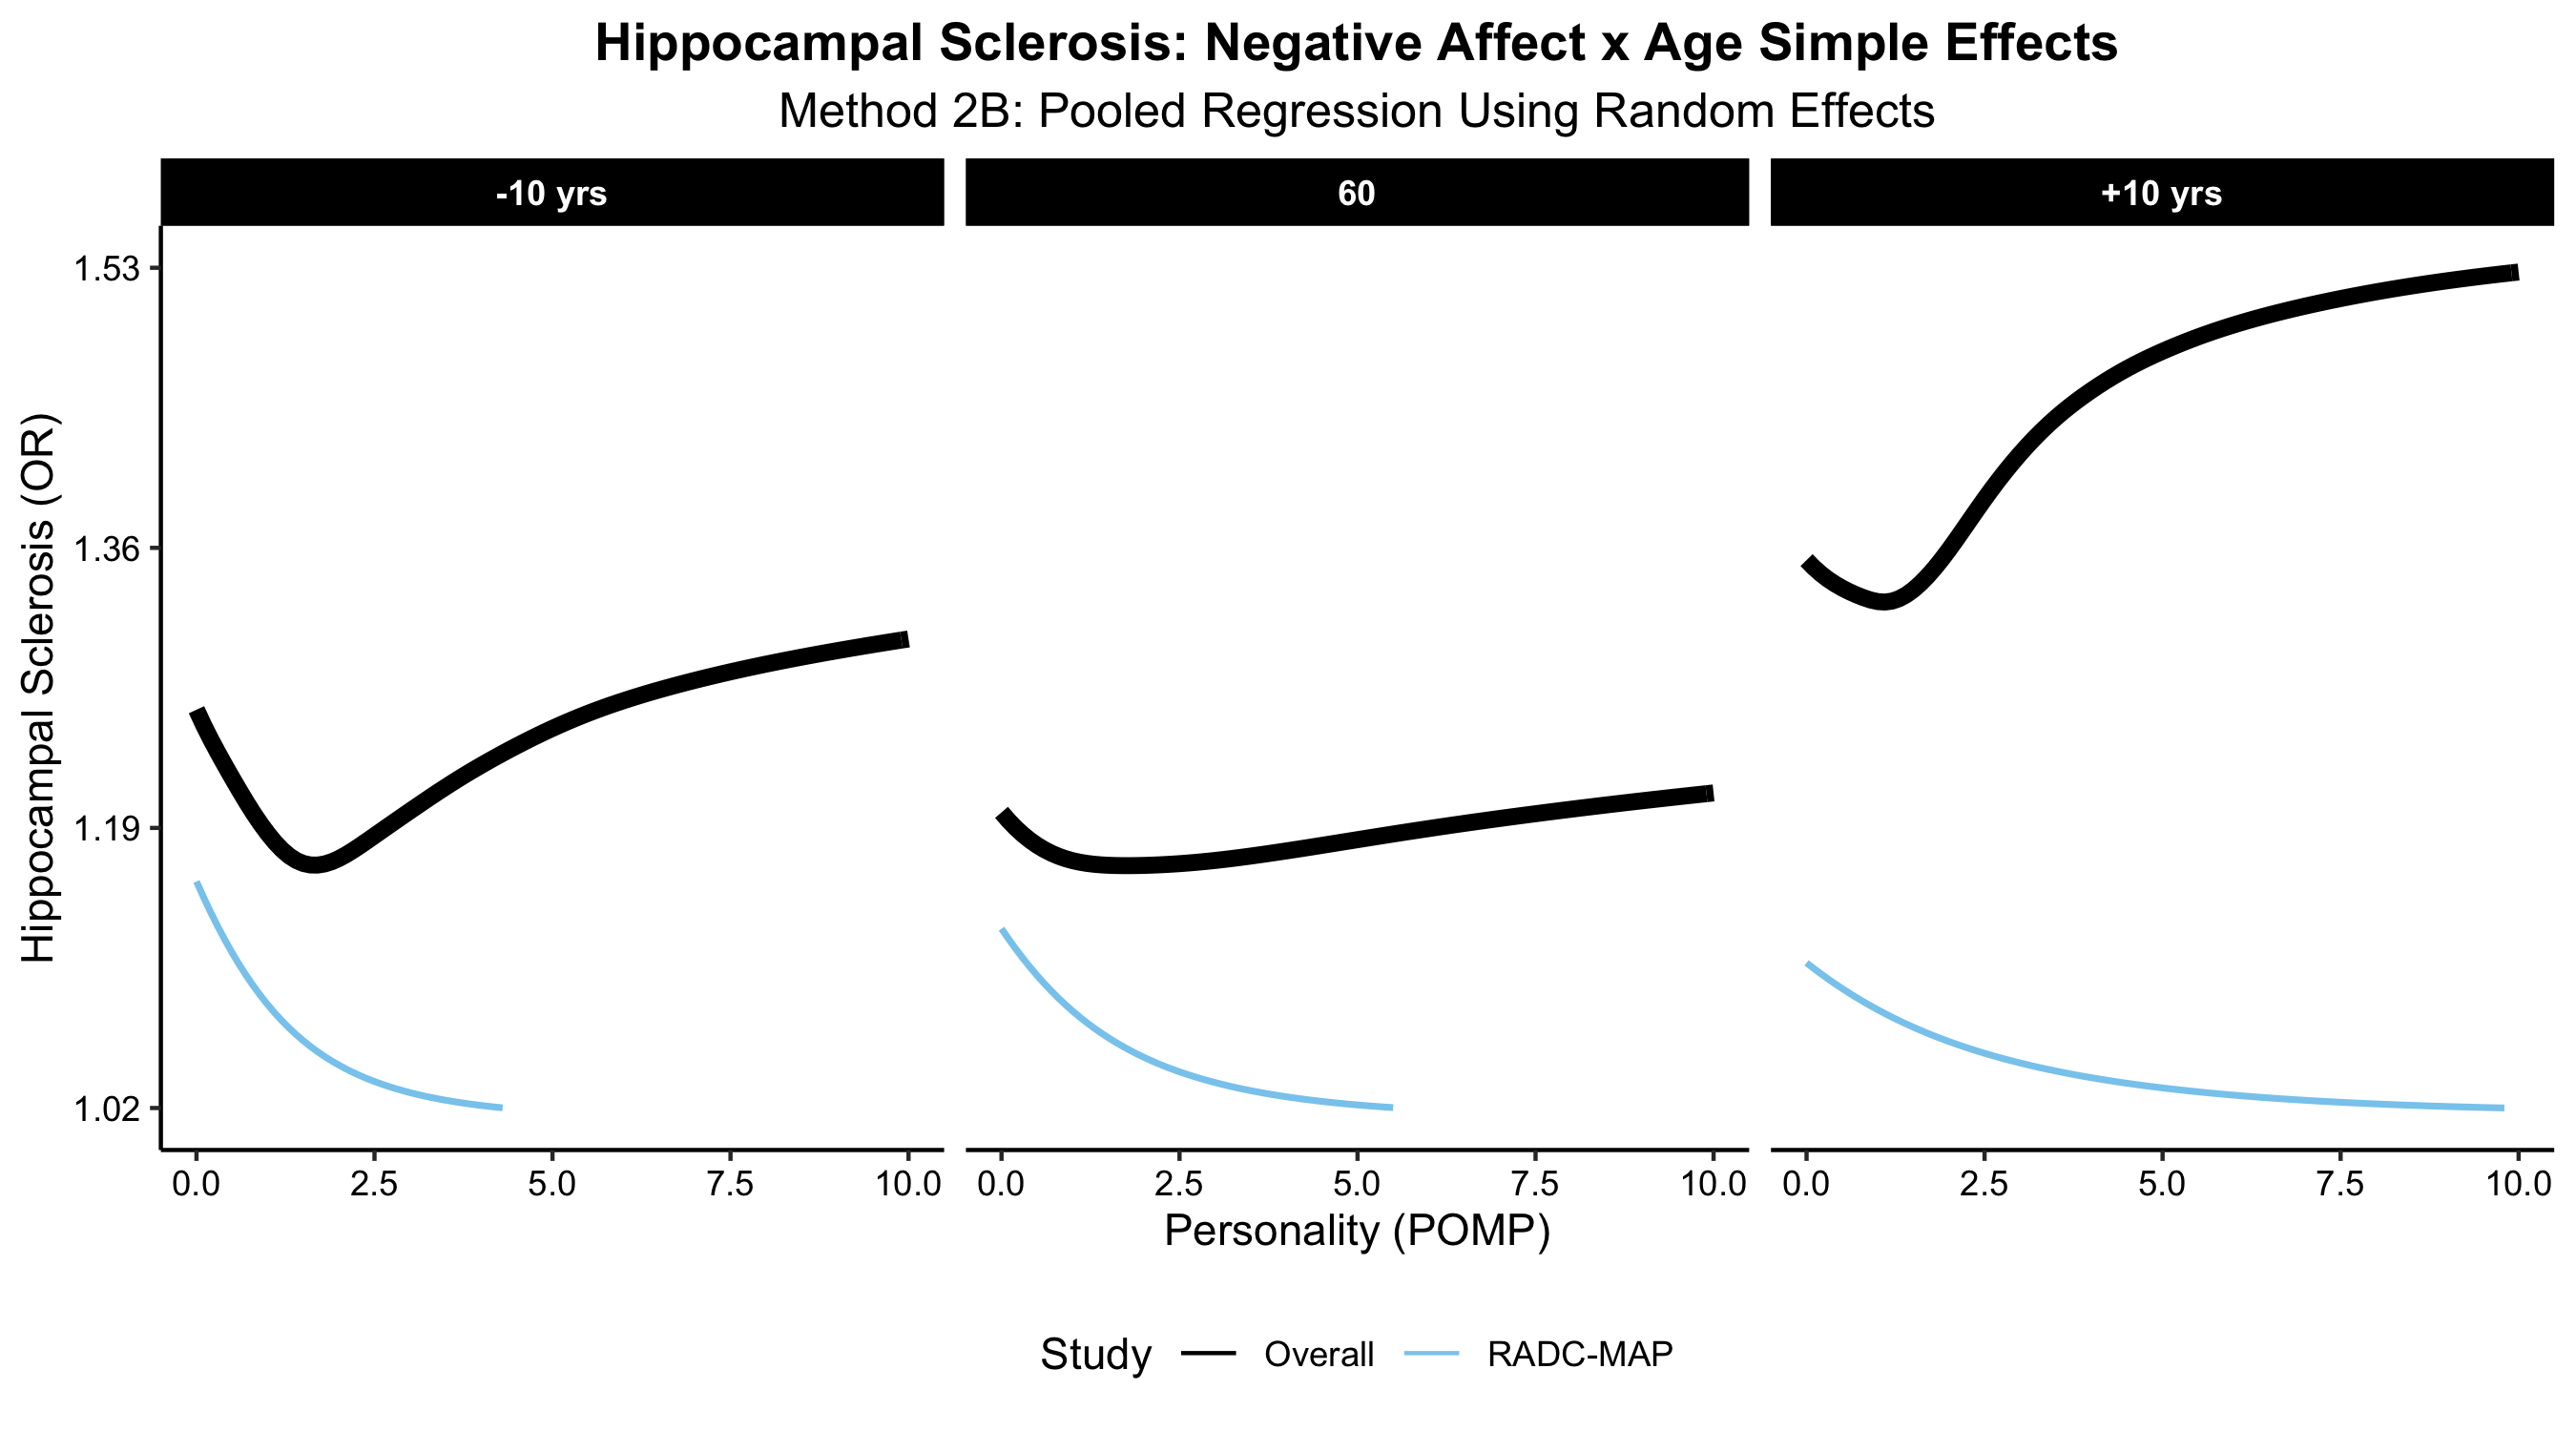 Hippocampal Sclerosis: Negative Affect x Age Simple Effects
Method 2B: Pooled Regression Using Random Effects
-10 yrs
60
+10 yrs
Hippocampal Sclerosis (OR)
1.53
1.36
1.19
1.02
0.0 2.5 5.0 7.5 10.0
0.0 2.5 5.0 7.5 10.0
0.0 2.5 5.0 7.5 10.0
Personality (POMP)
Study Overall RADC-MAP